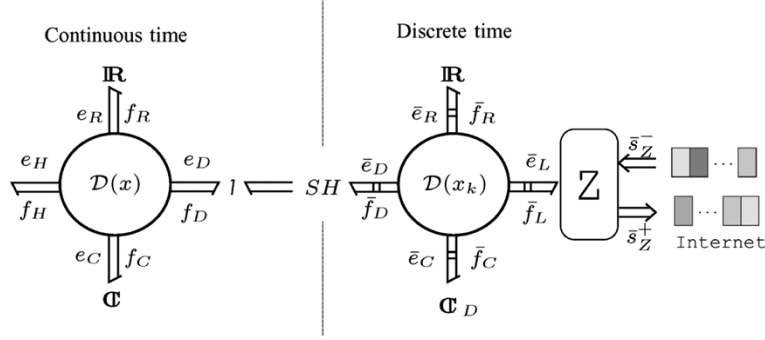 Continuous time
Discrete time
ℝ
ℝ
e_R f_R
ē_R f̄_R
s̄_Z^-
e_H e_D
ē_D ē_L
𝒟(x) 1 SH 𝒟(x_k) Z
f_H f_D
f̄_D f̄_L
s̄_Z^+
Internet
e_C f_C
ē_C f̄_C
ℂ
ℂ_D